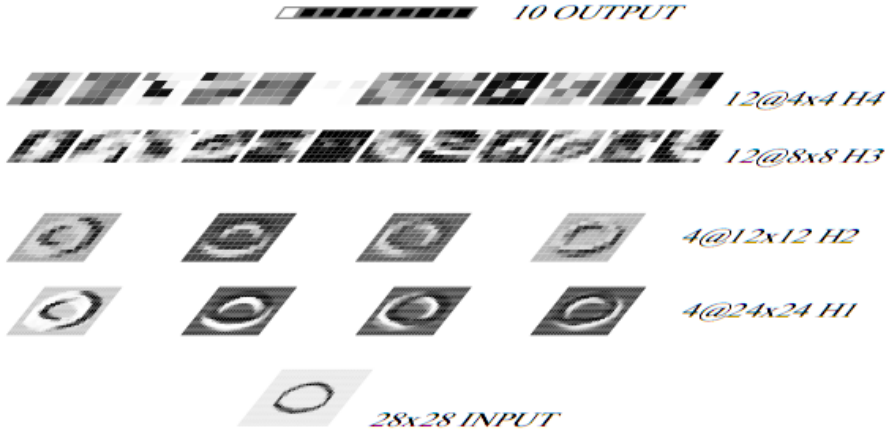 10 OUTPUT
12@4x4 H4
12@8x8 H3
4@12x12 H2
4@24x24 H1
28x28 INPUT